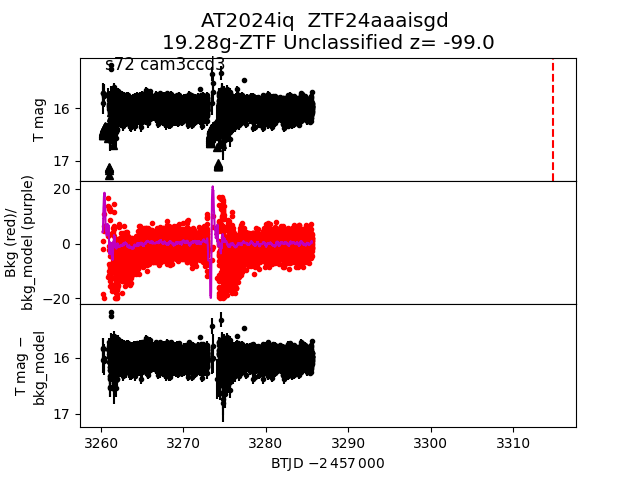 AT2024iq  ZTF24aaaisgd
19.28g-ZTF Unclassified z= -99.0
s72 cam3ccd3
T mag
16
17
Bkg (red)/
bkg_model (purple)
20
0
−20
T mag −
bkg_model
16
17
3260 3270 3280 3290 3300 3310
BTJD −2 457 000